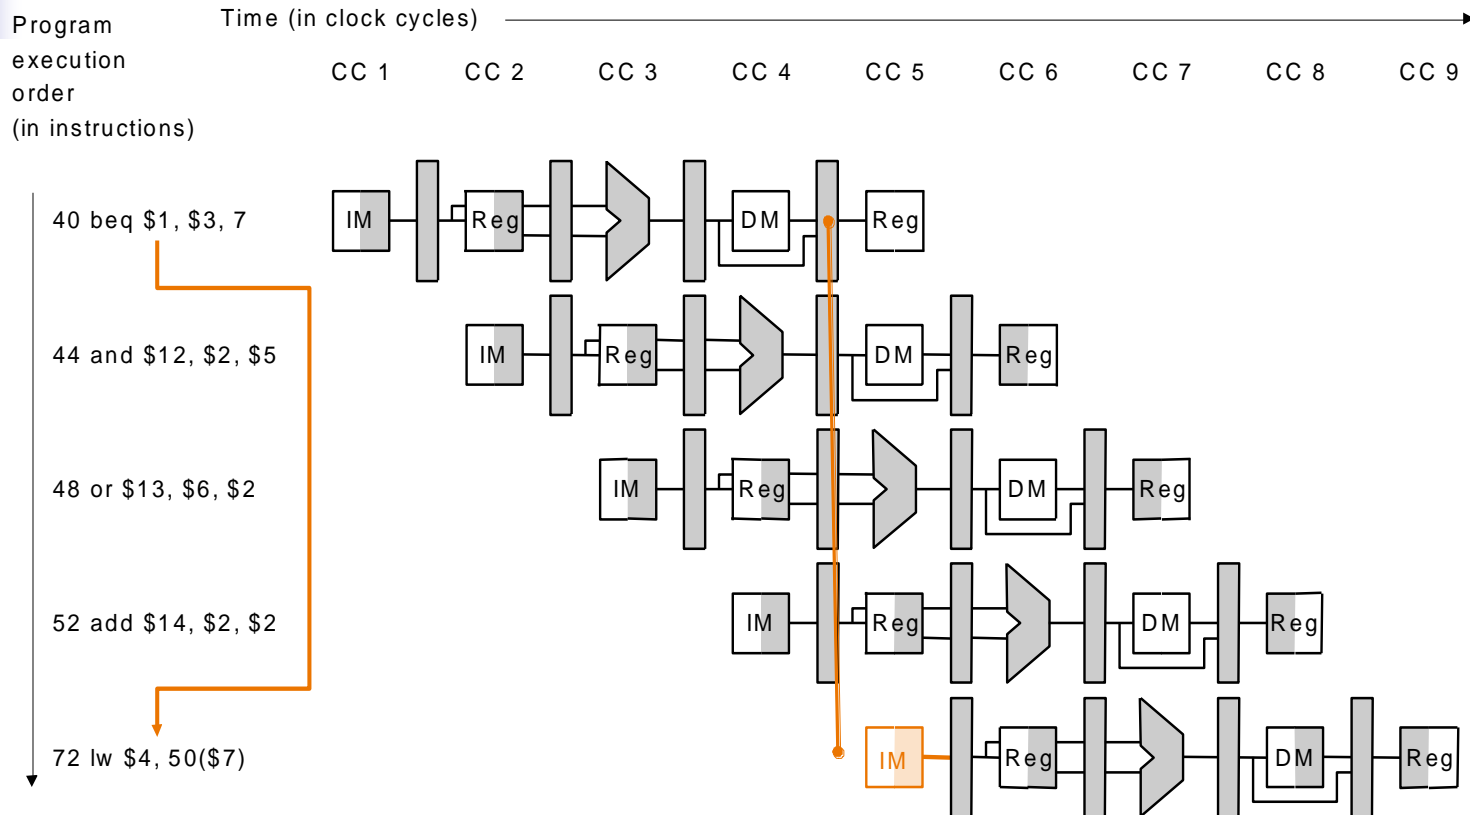 Program
execution
order
(in instructions)
Time (in clock cycles)
CC 1 CC 2 CC 3 CC 4 CC 5 CC 6 CC 7 CC 8 CC 9
40 beq $1, $3, 7 IM Reg DM Reg
44 and $12, $2, $5 IM Reg DM Reg
48 or $13, $6, $2 IM Reg DM Reg
52 add $14, $2, $2 IM Reg DM Reg
72 lw $4, 50($7) IM Reg DM Reg